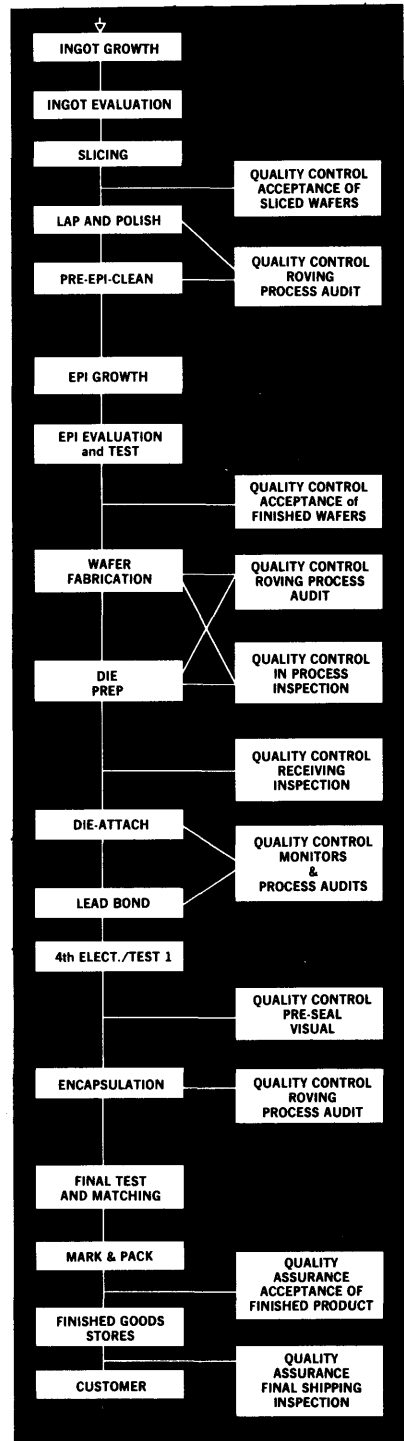 INGOT GROWTH
INGOT EVALUATION
SLICING
QUALITY CONTROL
ACCEPTANCE OF
SLICED WAFERS
LAP AND POLISH
QUALITY CONTROL
ROVING
PROCESS AUDIT
PRE-EPI-CLEAN
EPI GROWTH
EPI EVALUATION
and TEST
QUALITY CONTROL
ACCEPTANCE of
FINISHED WAFERS
WAFER
FABRICATION
QUALITY CONTROL
ROVING PROCESS
AUDIT
QUALITY CONTROL
IN PROCESS
INSPECTION
DIE
PREP
QUALITY CONTROL
RECEIVING
INSPECTION
DIE-ATTACH
QUALITY CONTROL
MONITORS
&
PROCESS AUDITS
LEAD BOND
4th ELECT./TEST 1
QUALITY CONTROL
PRE-SEAL
VISUAL
ENCAPSULATION
QUALITY CONTROL
ROVING
PROCESS AUDIT
FINAL TEST
AND MATCHING
MARK & PACK
QUALITY
ASSURANCE
ACCEPTANCE OF
FINISHED PRODUCT
FINISHED GOODS
STORES
QUALITY
ASSURANCE
FINAL SHIPPING
INSPECTION
CUSTOMER